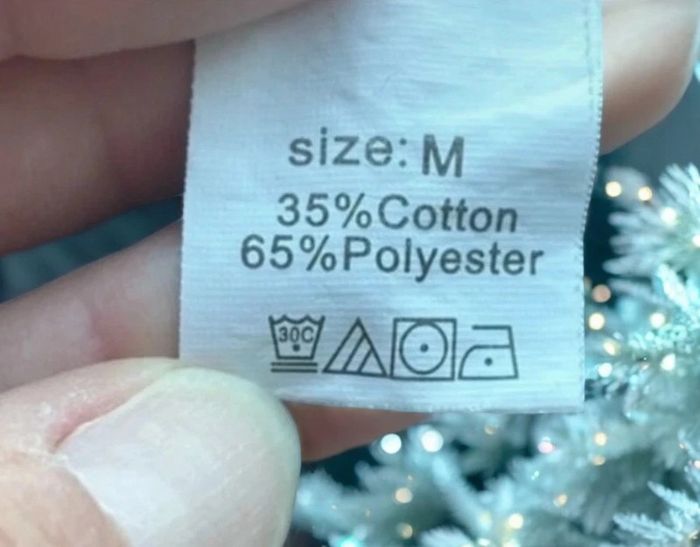 size: M
35%Cotton
65%Polyester
30C